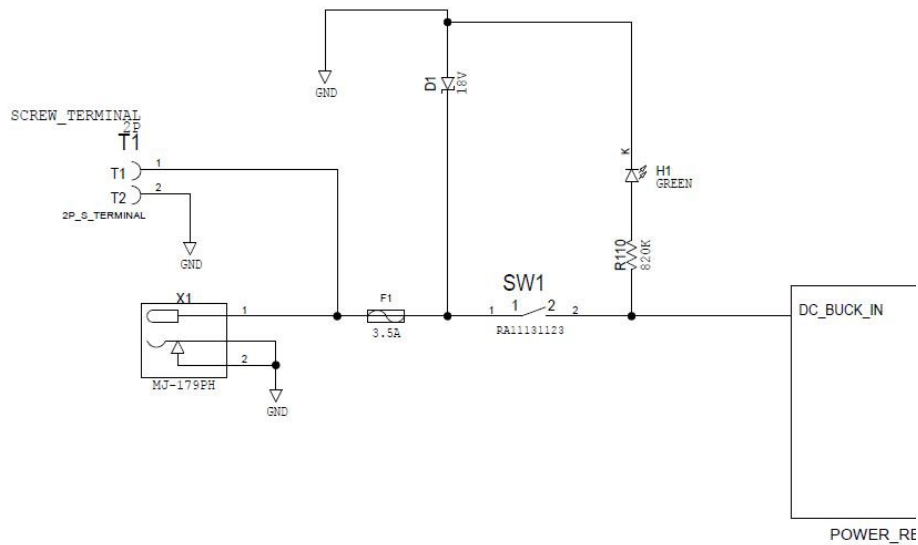 GND
D1
18V
SCREW_TERMINAL
2P
T1
T1
1
T2
2
2P_S_TERMINAL
GND
K
H1
GREEN
R110
820K
X1
1
2
MJ-179PH
GND
F1
3.5A
SW1
1
1
2
2
RA11131123
DC_BUCK_IN
POWER_RE